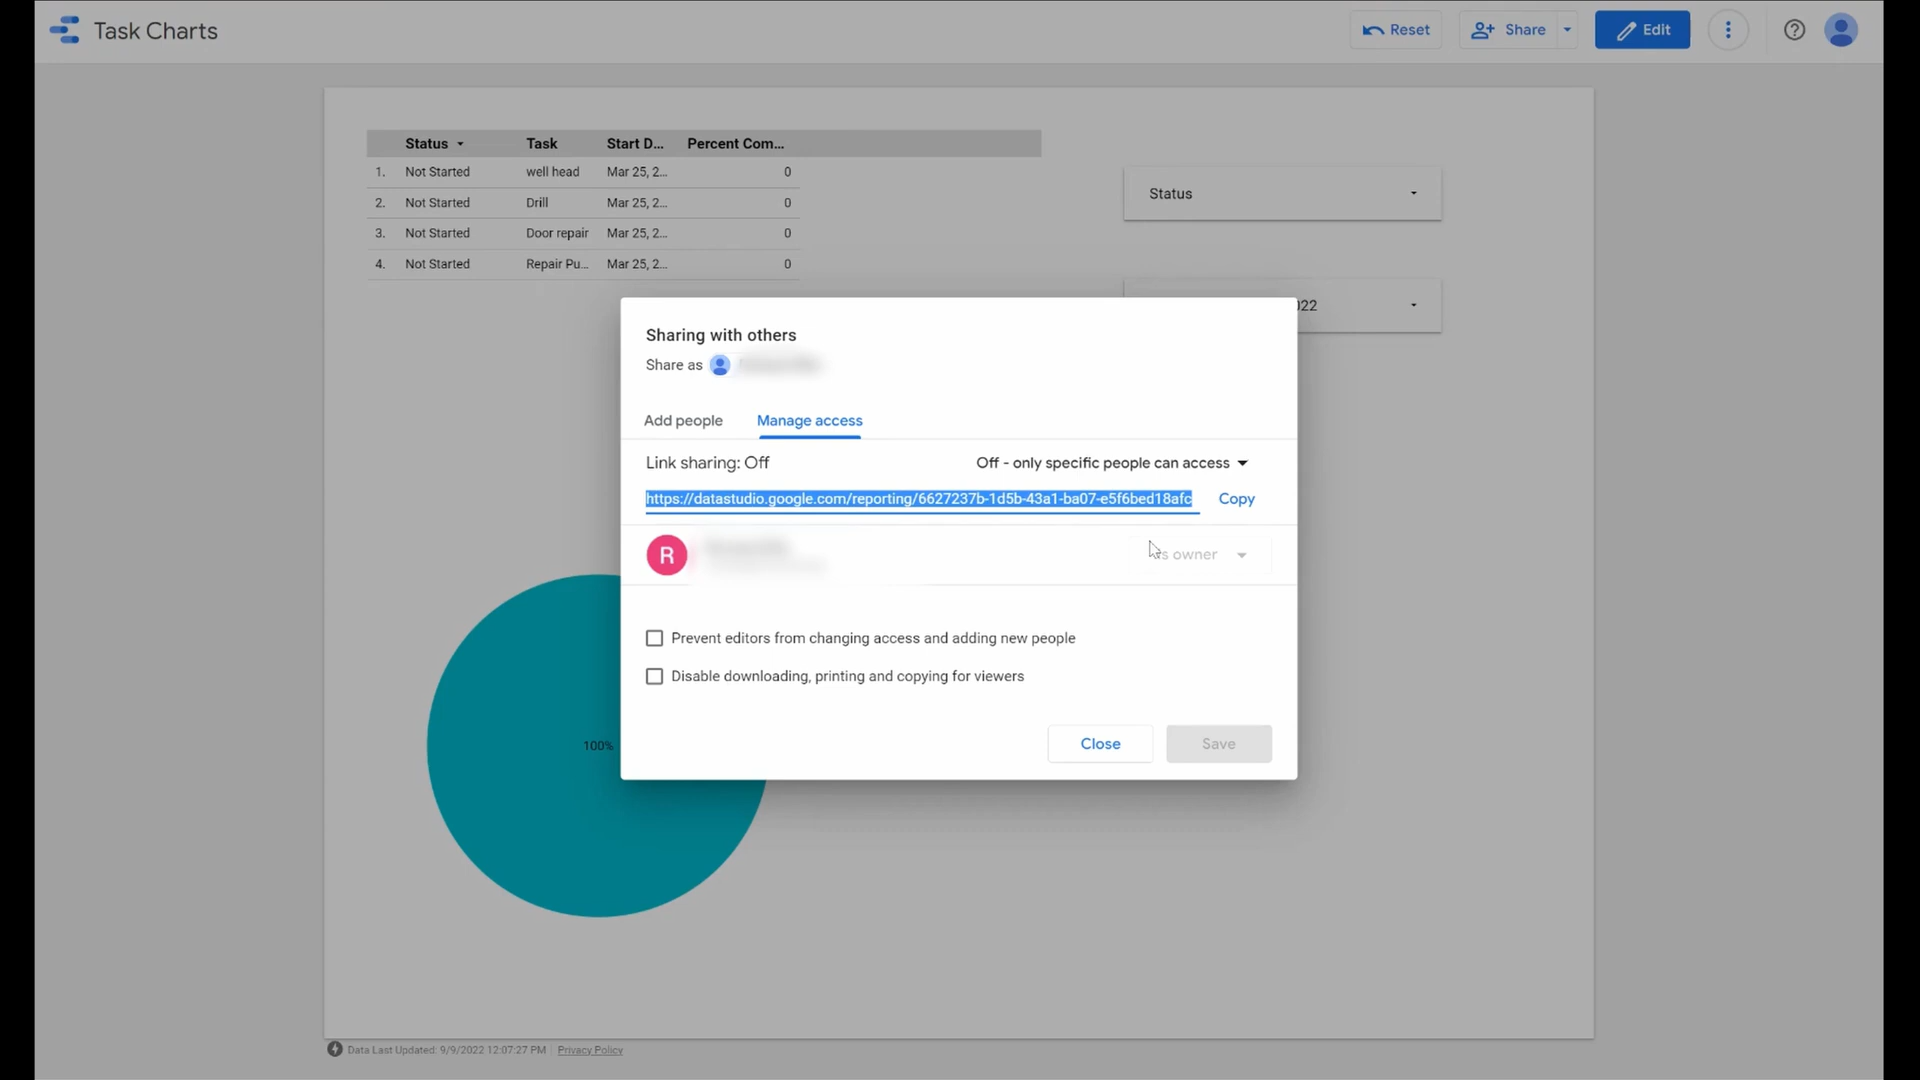 Task Charts
Reset
Share
Edit
Status Task Start D... Percent Com...
1. Not Started well head Mar 25, 2... 0
2. Not Started Drill Mar 25, 2... 0
3. Not Started Door repair Mar 25, 2... 0
4. Not Started Repair Pu... Mar 25, 2... 0
Status
022
Sharing with others
Share as
Add people Manage access
Link sharing: Off Off - only specific people can access
https://datastudio.google.com/reporting/6627237b-1d5b-43a1-ba07-e5f6bed18afc Copy
R
owner
Prevent editors from changing access and adding new people
Disable downloading, printing and copying for viewers
Close Save
100%
Data Last Updated: 9/9/2022 12:07:27 PM Privacy Policy